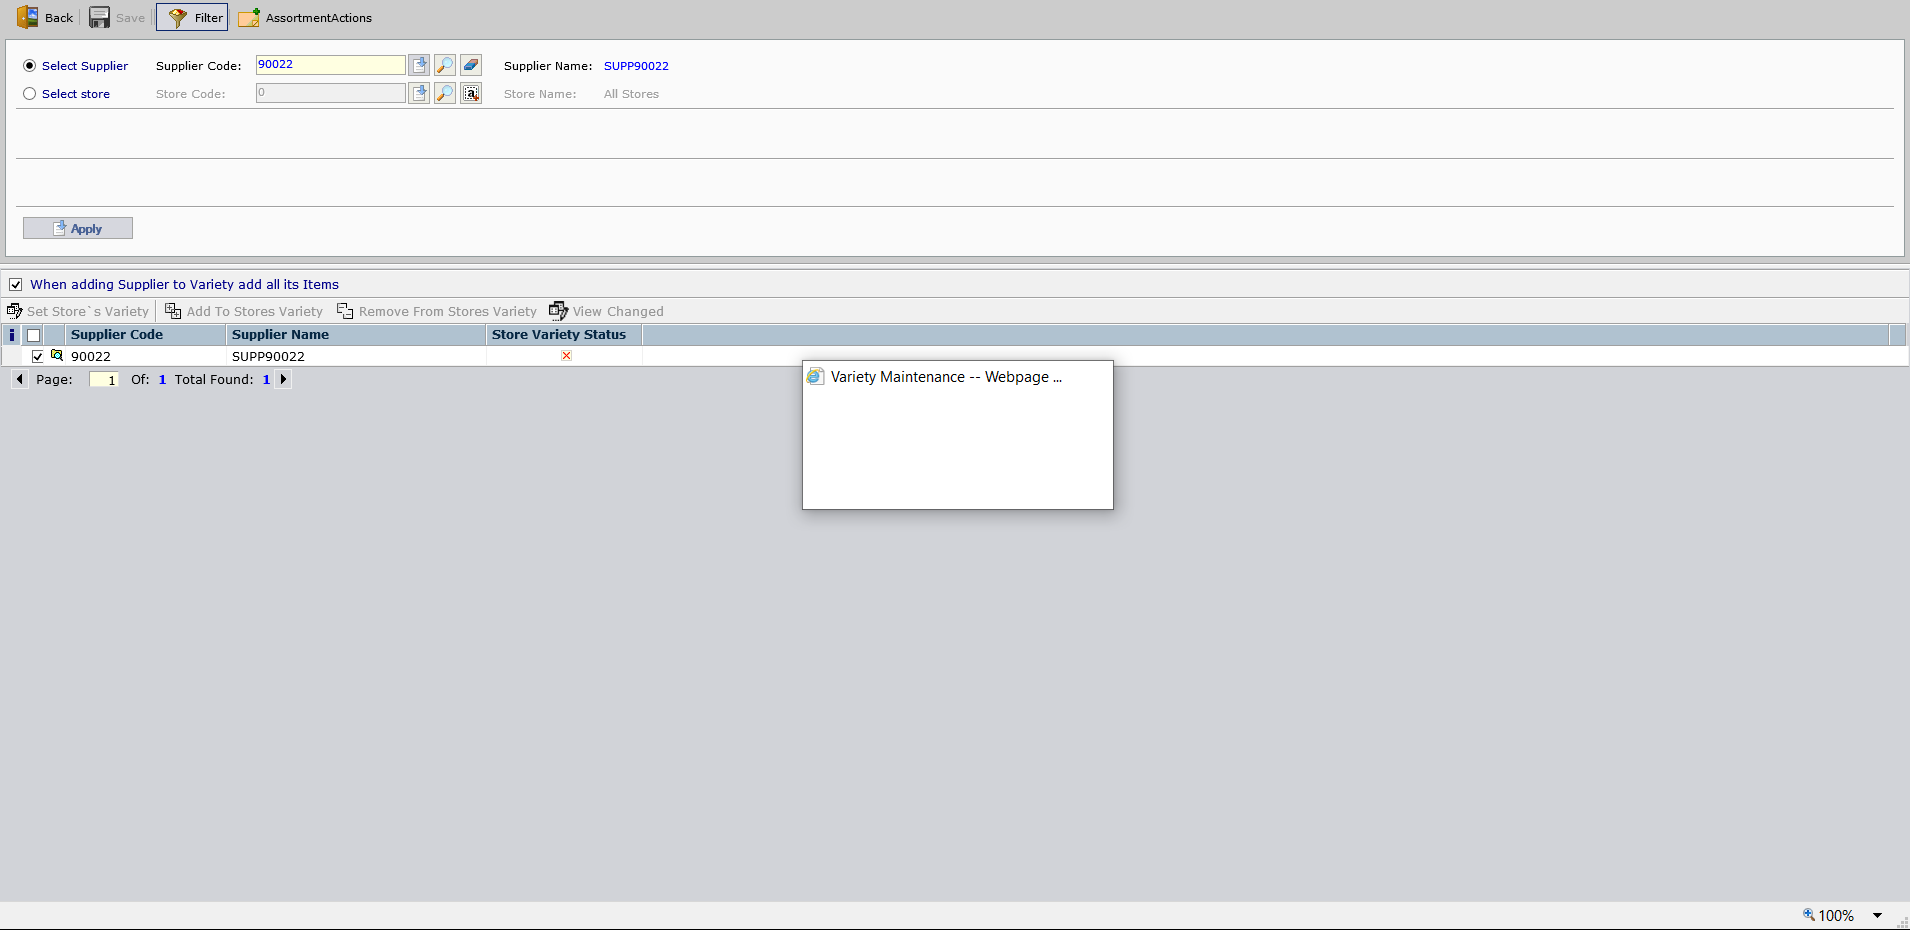 Back Save Filter AssortmentActions
Select Supplier Supplier Code: 90022 Supplier Name: SUPP90022
Select store Store Code: 0 Store Name: All Stores
Apply
When adding Supplier to Variety add all its Items
Set Store`s Variety Add To Stores Variety Remove From Stores Variety View Changed
i Supplier Code Supplier Name Store Variety Status
90022 SUPP90022
Page: 1 Of: 1 Total Found: 1
Variety Maintenance -- Webpage ...
100%